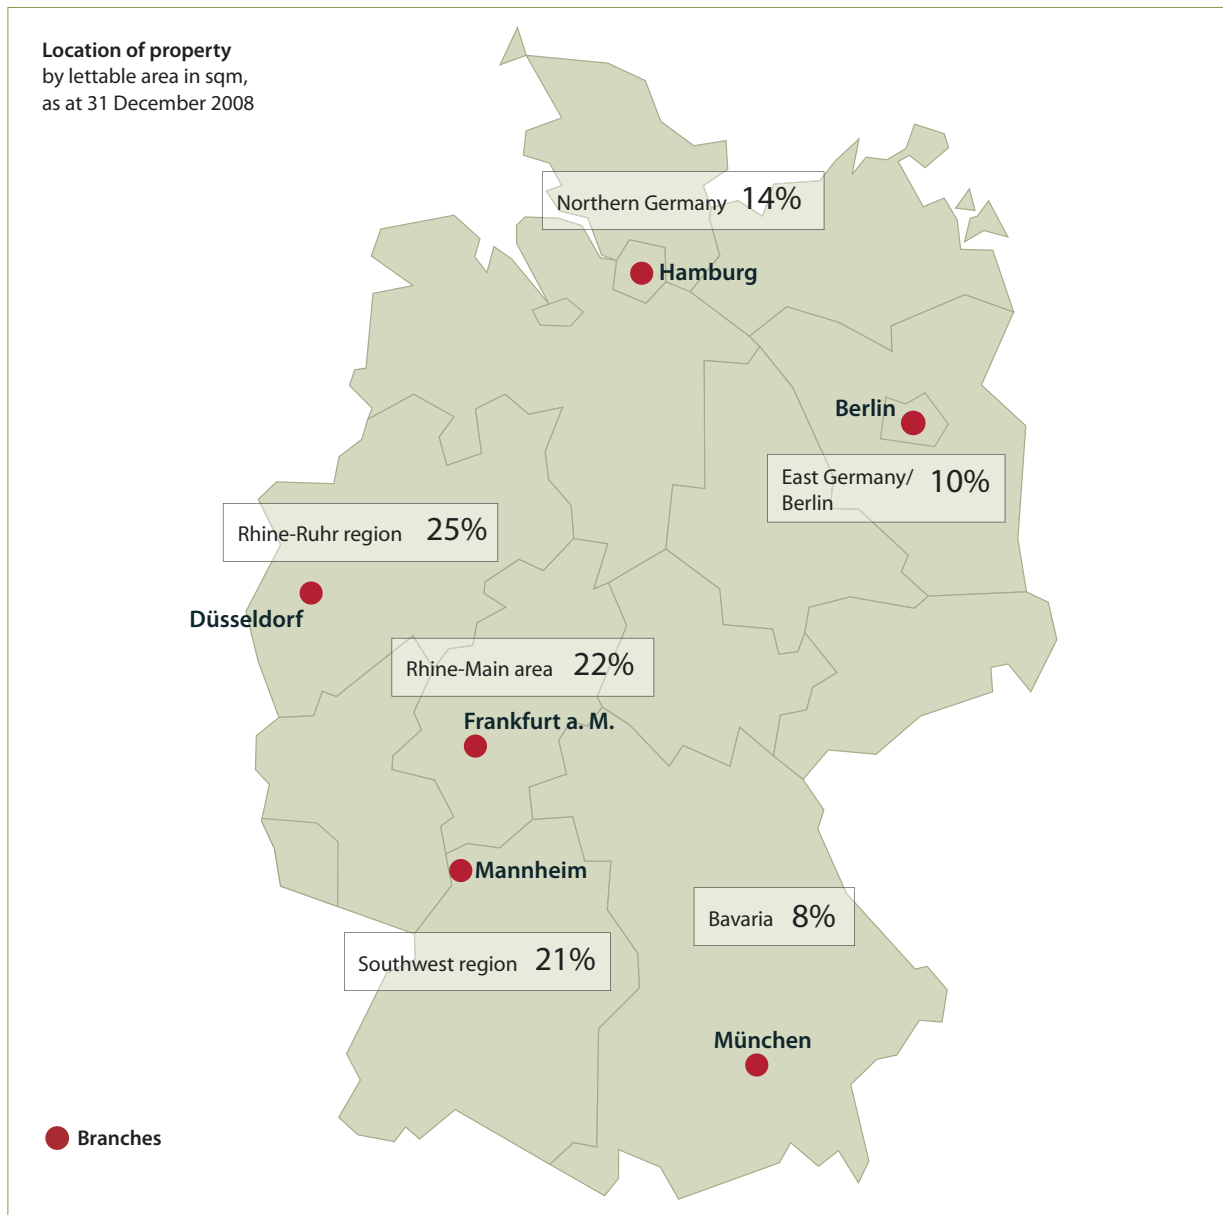 Location of property
by lettable area in sqm,
as at 31 December 2008
Northern Germany 14%
Hamburg
Berlin
East Germany/ 10%
Berlin
Rhine-Ruhr region 25%
Düsseldorf
Rhine-Main area 22%
Frankfurt a. M.
Mannheim
Bavaria 8%
Southwest region 21%
München
Branches